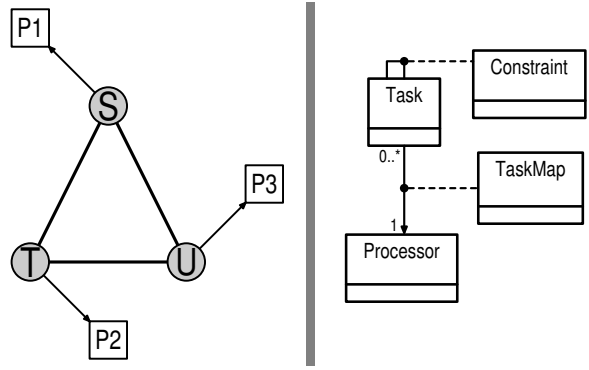 P1
S
P3
T
U
P2
Constraint
Task
0..*
TaskMap
1
Processor